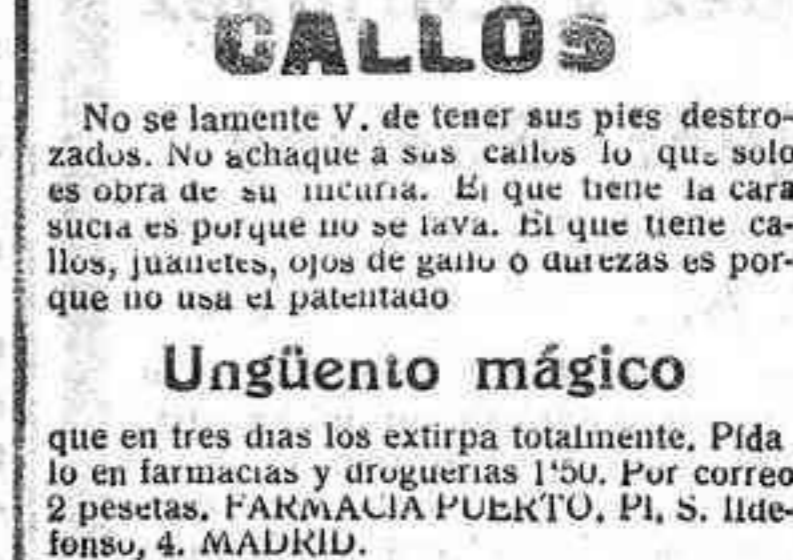 CALLOS
No se lamente V. de tener sus pies destro-
zados. No achaque a sus callos lo que solo
es obra de su incuria. El que tiene la cara
sucia es porque no se lava. El que tiene ca-
llos, juanetes, ojos de gallo o durezas es por-
que no usa el patentado
Ungüento mágico
que en tres dias los extirpa totalmente. Pída
lo en farmacias y droguerias 1'50. Por correo
2 pesetas. FARMACIA PUERTO. Pl. S. Ilde-
fonso, 4. MADRID.